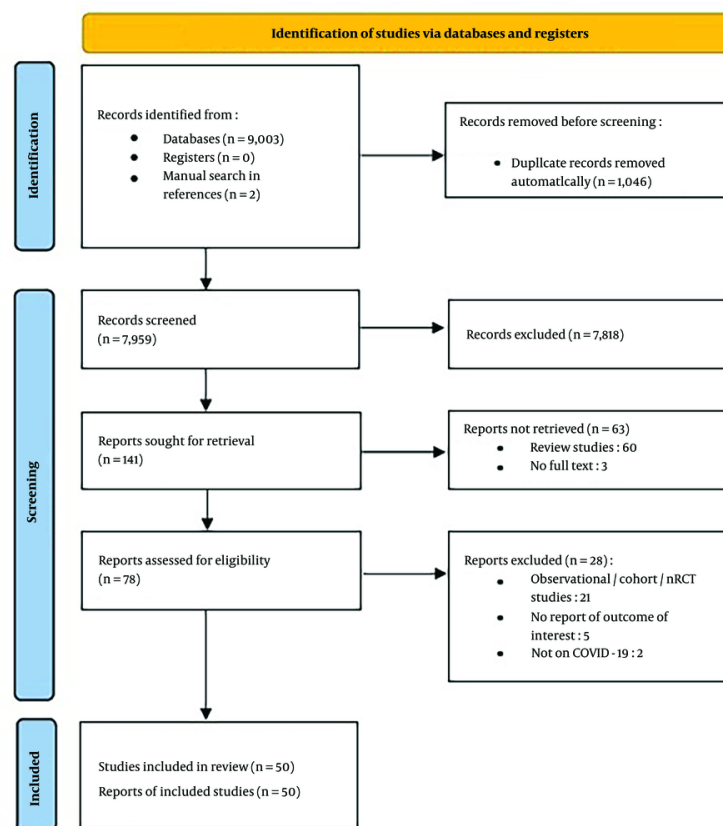 Identification of studies via databases and registers
Identification
Records identified from :
● Databases (n = 9,003)
● Registers (n = 0)
● Manual search in
references (n = 2)
Records removed before screening :
● Dupllcate records removed
automatlcally (n = 1,046)
Screening
Records screened
(n = 7,959)
Records excluded (n = 7,818)
Reports sought for retrieval
(n = 141)
Reports not retrieved (n = 63)
● Review studies : 60
● No full text : 3
Reports assessed for eligibility
(n = 78)
Reports excluded (n = 28) :
● Observational / cohort / nRCT
studies : 21
● No report of outcome of
interest : 5
● Not on COVID - 19 : 2
Included
Studies included in review (n = 50)
Reports of included studies (n = 50)